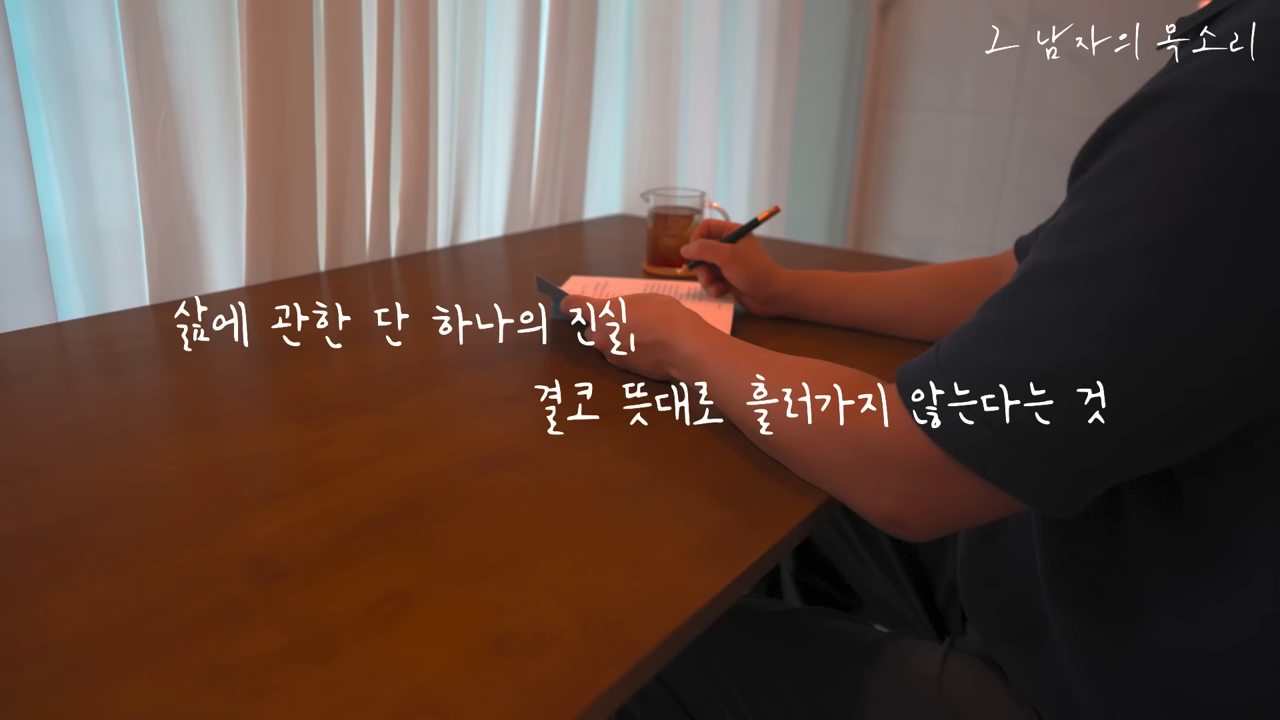 그 남자의 목소리
삶에 관한 단 하나의 진실,
결코 뜻대로 흘러가지 않는다는 것